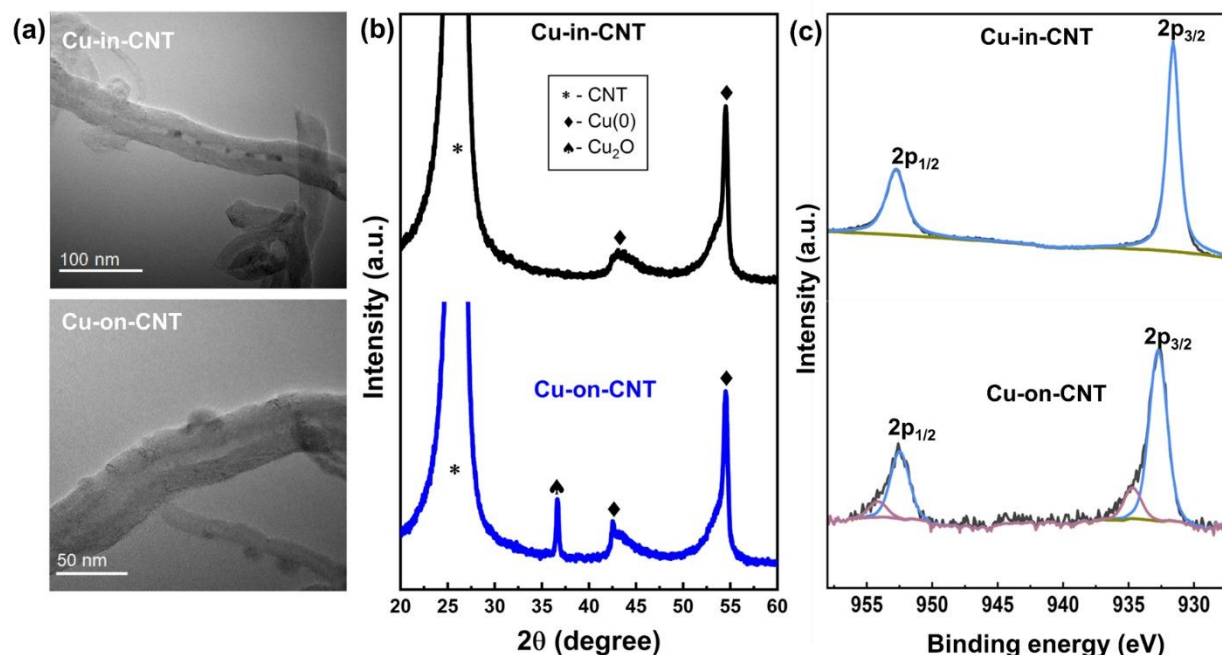 (a)
Cu-in-CNT
100 nm
Cu-on-CNT
50 nm
(b)
Cu-in-CNT
* - CNT
♦ - Cu(0)
♠ - Cu₂O
♦
*
♦
Cu-on-CNT
♦
♠
♦
*
Intensity (a.u.)
20 25 30 35 40 45 50 55 60
2θ (degree)
(c)
Cu-in-CNT
2p₃/₂
2p₁/₂
2p₃/₂
Cu-on-CNT
2p₁/₂
Intensity (a.u.)
955 950 945 940 935 930
Binding energy (eV)